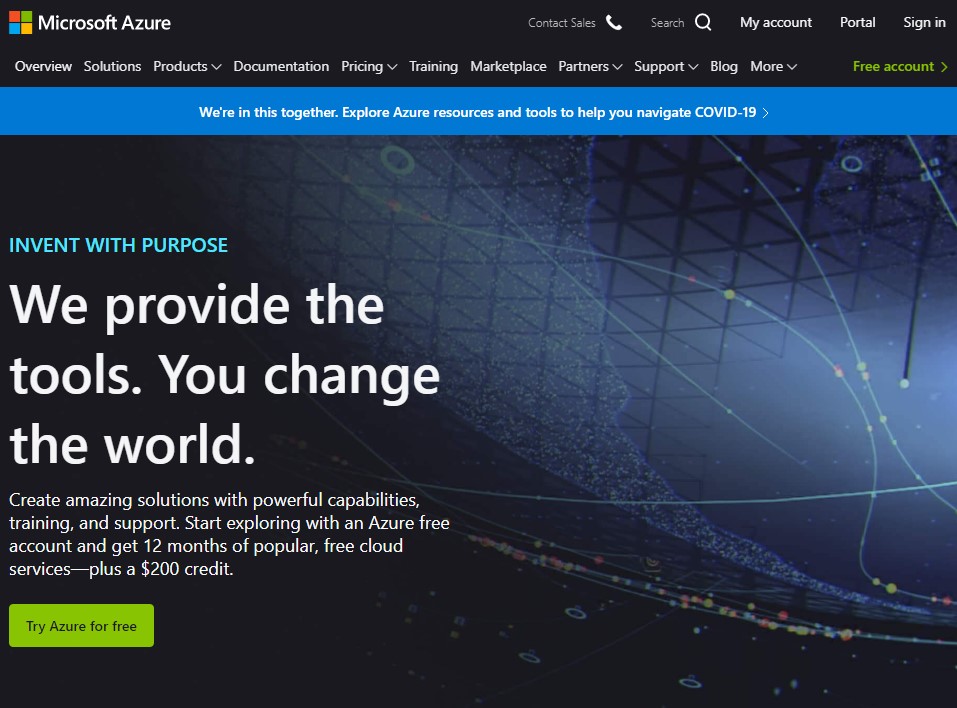 Microsoft Azure
Contact Sales Search My account Portal Sign in
Overview Solutions Products Documentation Pricing Training Marketplace Partners Support Blog More Free account
We're in this together. Explore Azure resources and tools to help you navigate COVID-19
INVENT WITH PURPOSE
We provide the
tools. You change
the world.
Create amazing solutions with powerful capabilities,
training, and support. Start exploring with an Azure free
account and get 12 months of popular, free cloud
services—plus a $200 credit.
Try Azure for free